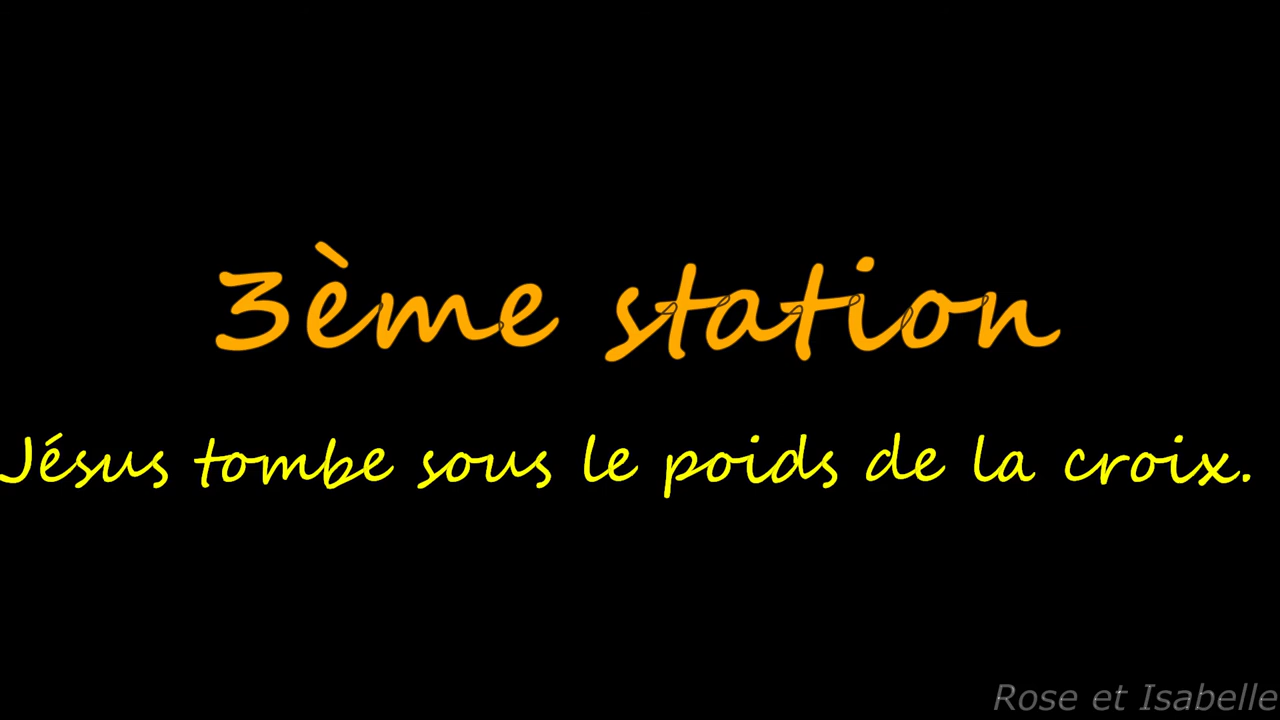 3ème station
Jésus tombe sous le poids de la croix.
Rose et Isabelle